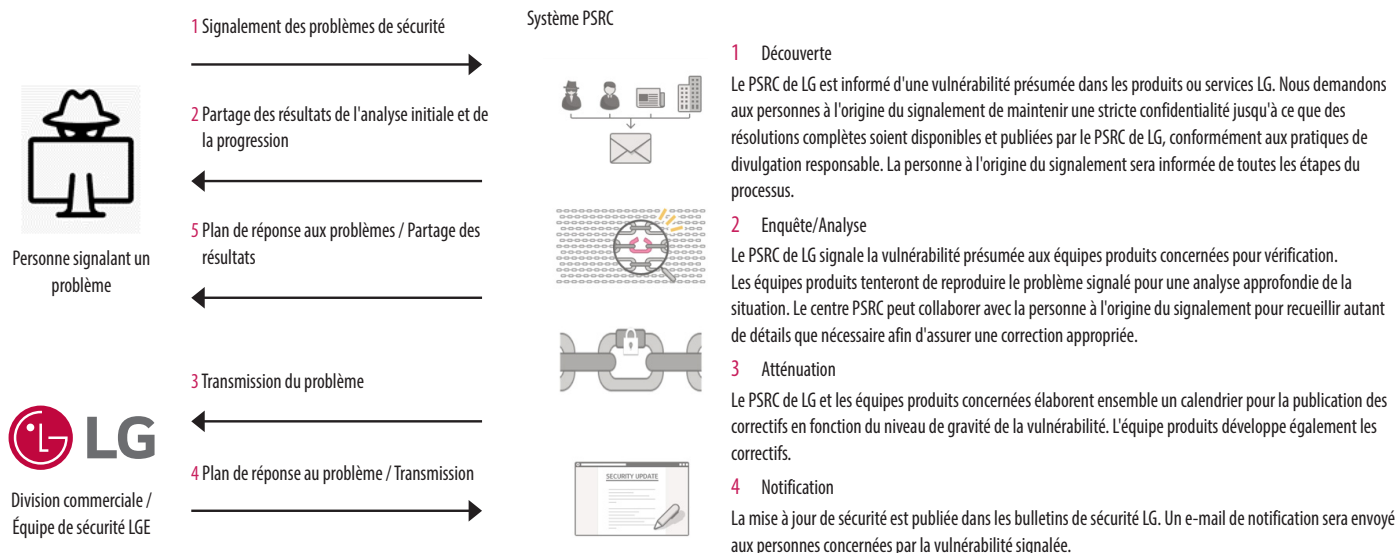 1 Signalement des problèmes de sécurité
2 Partage des résultats de l'analyse initiale et de
la progression
5 Plan de réponse aux problèmes / Partage des
résultats
Personne signalant un
problème
3 Transmission du problème
LG
4 Plan de réponse au problème / Transmission
Division commerciale /
Équipe de sécurité LGE
Système PSRC
SECURITY UPDATE
1 Découverte
Le PSRC de LG est informé d'une vulnérabilité présumée dans les produits ou services LG. Nous demandons
aux personnes à l'origine du signalement de maintenir une stricte confidentialité jusqu'à ce que des
résolutions complètes soient disponibles et publiées par le PSRC de LG, conformément aux pratiques de
divulgation responsable. La personne à l'origine du signalement sera informée de toutes les étapes du
processus.
2 Enquête/Analyse
Le PSRC de LG signale la vulnérabilité présumée aux équipes produits concernées pour vérification.
Les équipes produits tenteront de reproduire le problème signalé pour une analyse approfondie de la
situation. Le centre PSRC peut collaborer avec la personne à l'origine du signalement pour recueillir autant
de détails que nécessaire afin d'assurer une correction appropriée.
3 Atténuation
Le PSRC de LG et les équipes produits concernées élaborent ensemble un calendrier pour la publication des
correctifs en fonction du niveau de gravité de la vulnérabilité. L'équipe produits développe également les
correctifs.
4 Notification
La mise à jour de sécurité est publiée dans les bulletins de sécurité LG. Un e-mail de notification sera envoyé
aux personnes concernées par la vulnérabilité signalée.